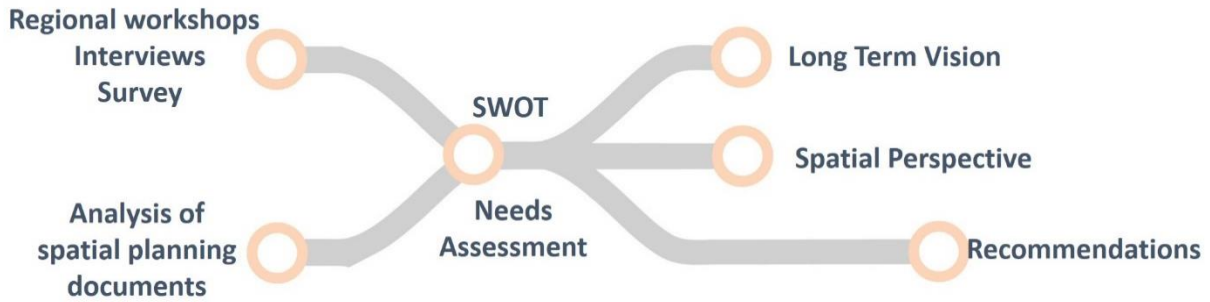 Regional workshops
Interviews
Survey
Analysis of
spatial planning
documents
SWOT
Needs
Assessment
Long Term Vision
Spatial Perspective
Recommendations